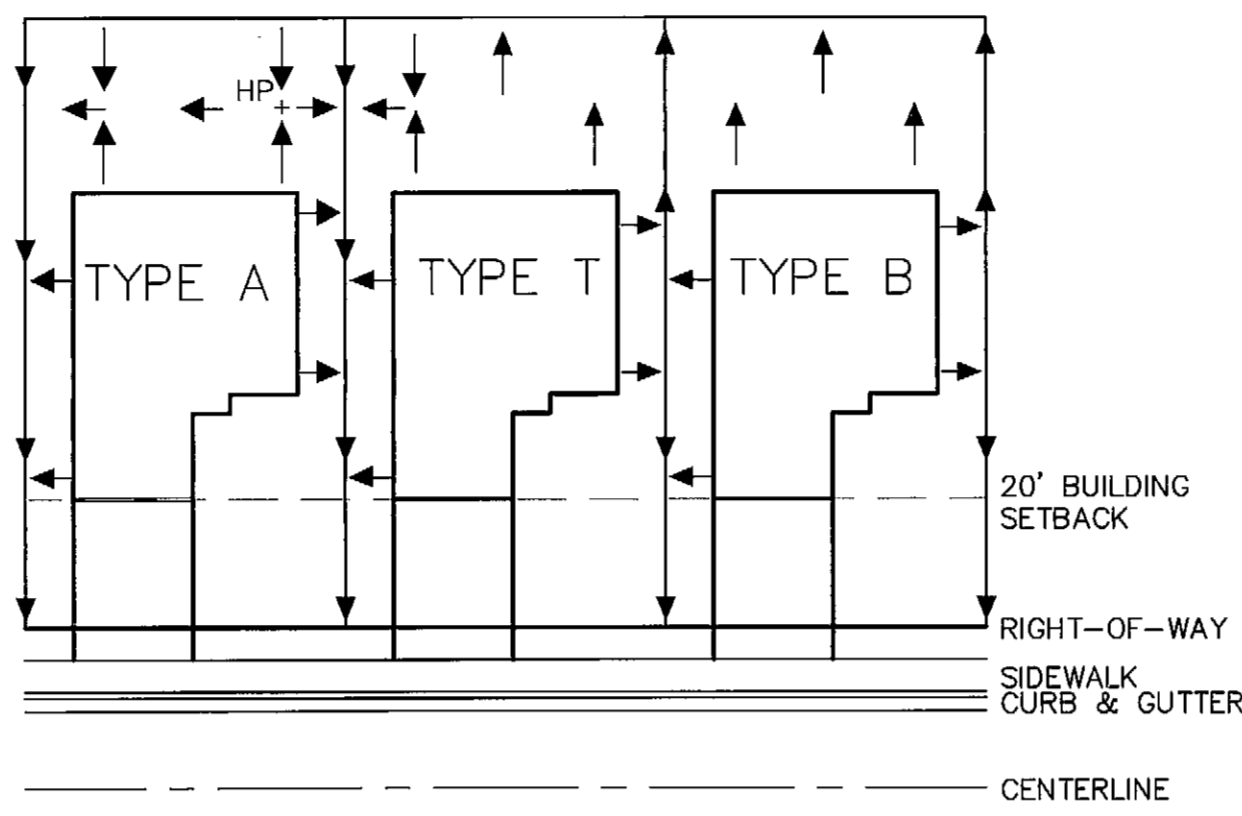 HP
TYPE A
TYPE T
TYPE B
20' BUILDING
SETBACK
RIGHT-OF-WAY
SIDEWALK
CURB & GUTTER
CENTERLINE